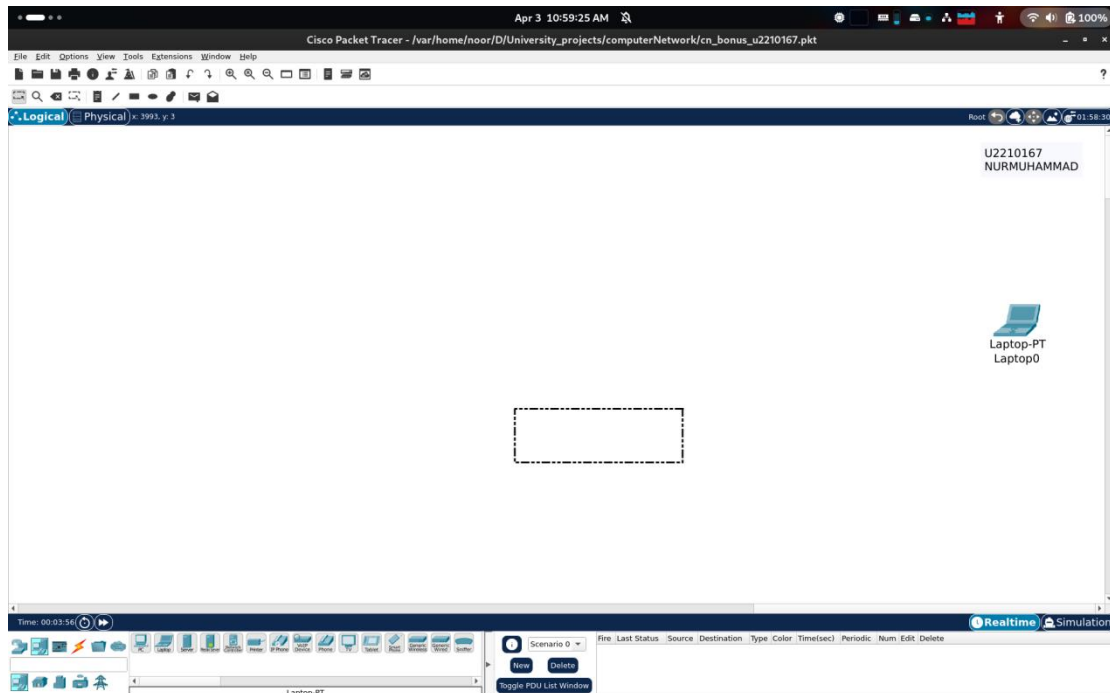 Apr 3 10:59:25 AM
100%
Cisco Packet Tracer - /var/home/noor/D/University_projects/computerNetwork/cn_bonus_u2210167.pkt
File Edit Options View Tools Extensions Window Help
?
Logical Physical x: 3993, y: 3
Root 01:58:30
U2210167
NURMUHAMMAD
Laptop-PT
Laptop0
Time: 00:03:56
Realtime Simulation
Scenario 0
Fire Last Status Source Destination Type Color Time(sec) Periodic Num Edit Delete
New Delete
Toggle PDU List Window
Laptop-PT